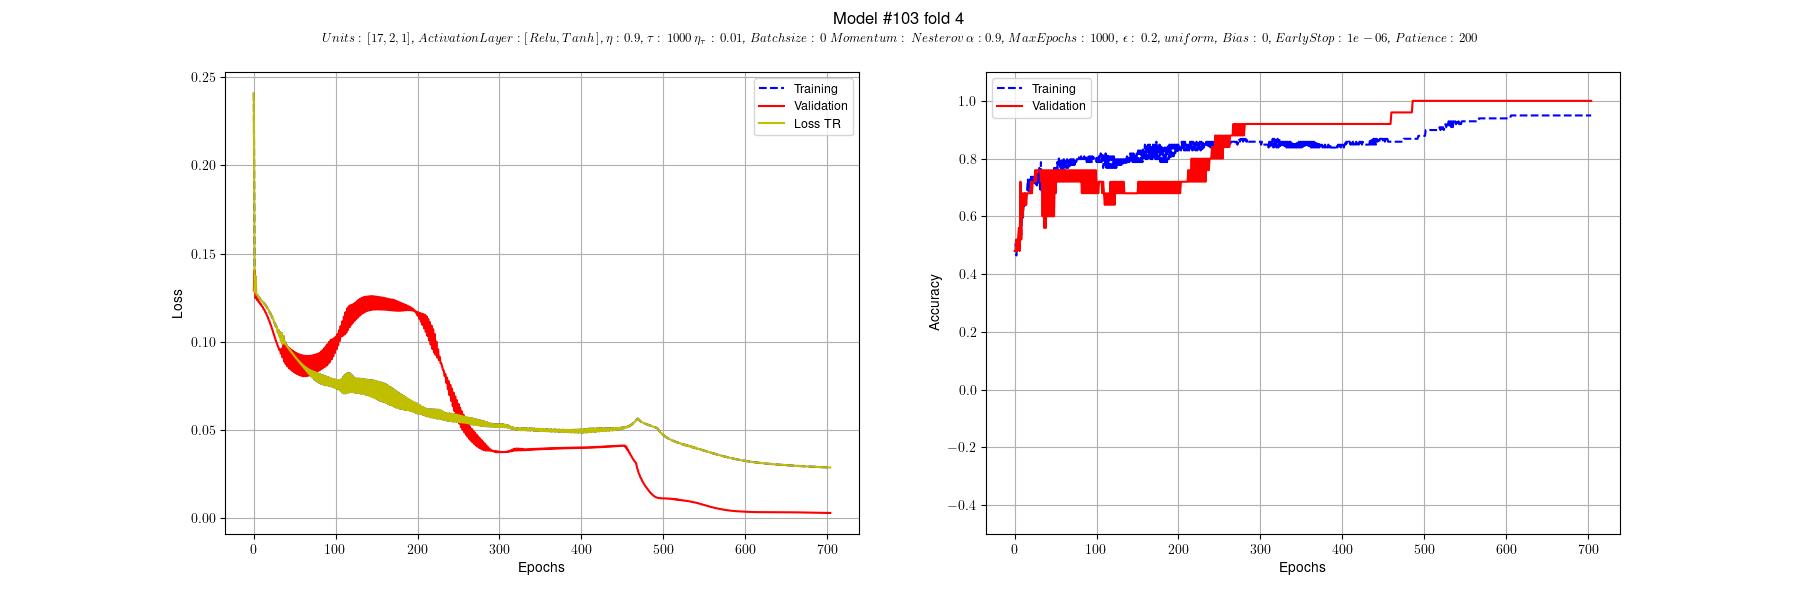 Model #103 fold 4
Units : [17, 2, 1], ActivationLayer : [Relu, Tanh], η : 0.9, τ : 1000 η_τ : 0.01, Batchsize : 0 Momentum : Nesterov α : 0.9, MaxEpochs : 1000, ϵ : 0.2, uniform, Bias : 0, EarlyStop : 1e − 06, Patience : 200
Loss
0.25
0.20
0.15
0.10
0.05
0.00
0 100 200 300 400 500 600 700
Epochs
Training
Validation
Loss TR
Accuracy
1.0
0.8
0.6
0.4
0.2
0.0
−0.2
−0.4
0 100 200 300 400 500 600 700
Epochs
Training
Validation